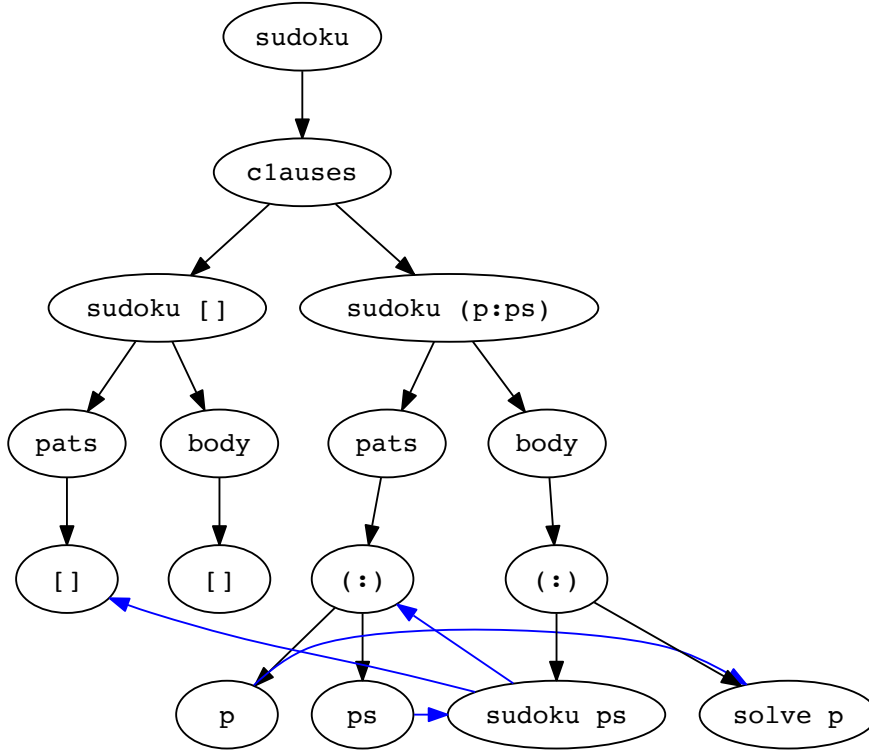 sudoku
clauses
sudoku []
sudoku (p:ps)
pats
body
pats
body
[]
[]
(:)
(:)
p
ps
sudoku ps
solve p